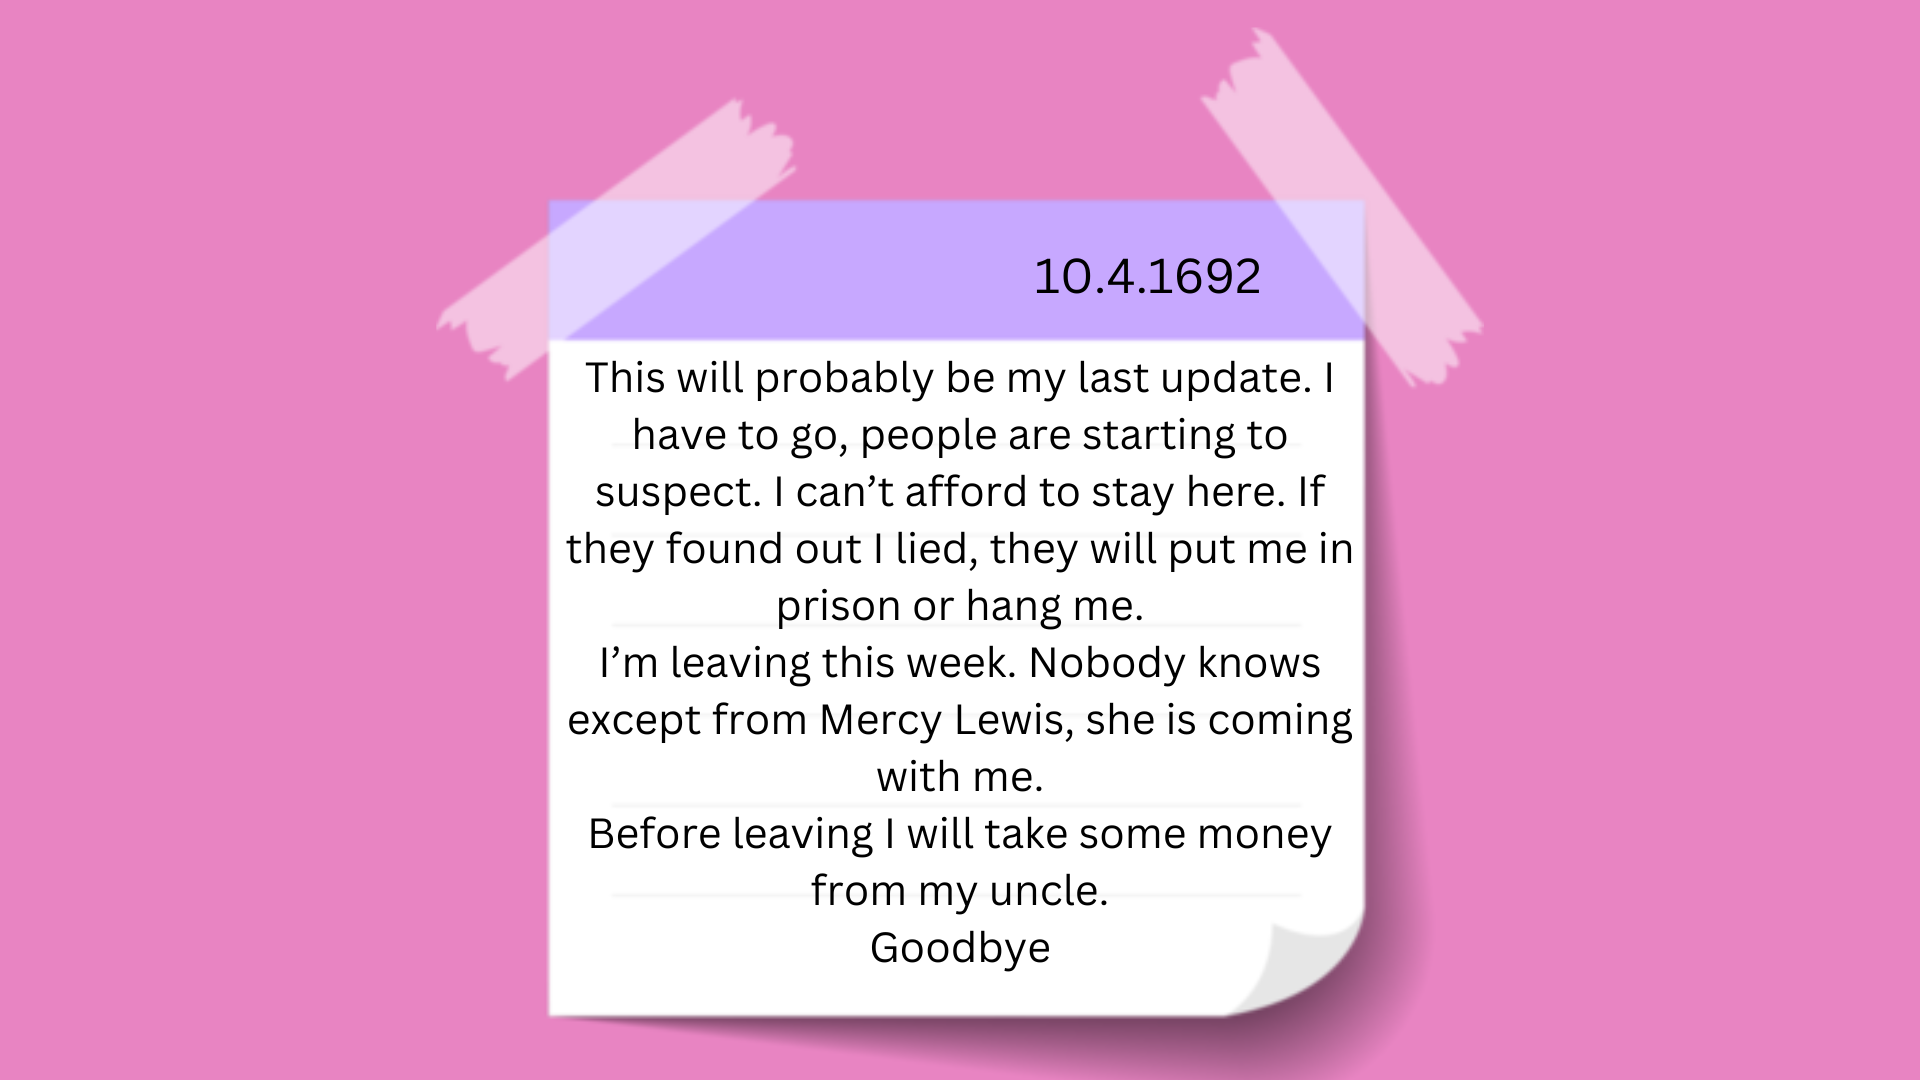 10.4.1692
This will probably be my last update. I
have to go, people are starting to
suspect. I can’t afford to stay here. If
they found out I lied, they will put me in
prison or hang me.
I’m leaving this week. Nobody knows
except from Mercy Lewis, she is coming
with me.
Before leaving I will take some money
from my uncle.
Goodbye